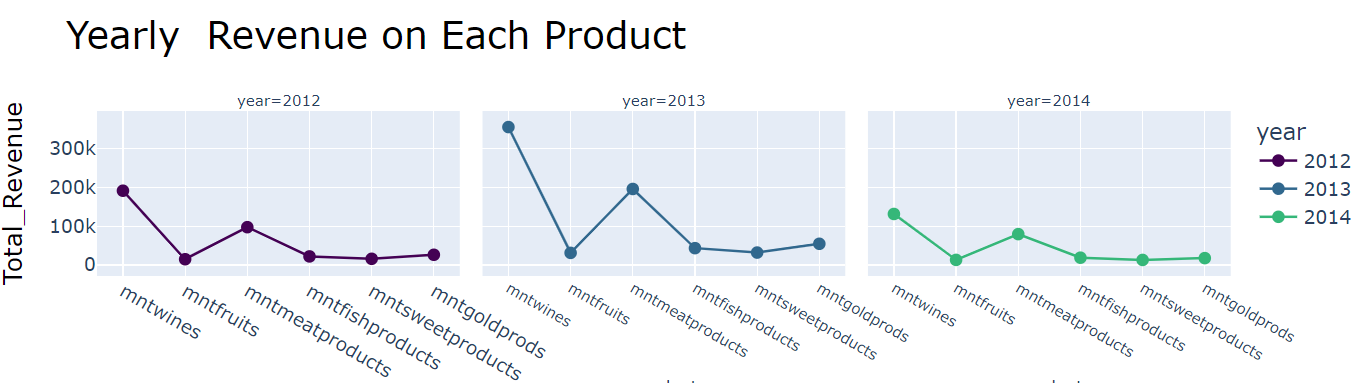 Yearly  Revenue on Each Product
year=2012
year=2013
year=2014
Total_Revenue
300k
200k
100k
0
mntwines
mntfruits
mntmeatproducts
mntfishproducts
mntsweetproducts
mntgoldprods
mntwines
mntfruits
mntmeatproducts
mntfishproducts
mntsweetproducts
mntgoldprods
mntwines
mntfruits
mntmeatproducts
mntfishproducts
mntsweetproducts
mntgoldprods
year
2012
2013
2014